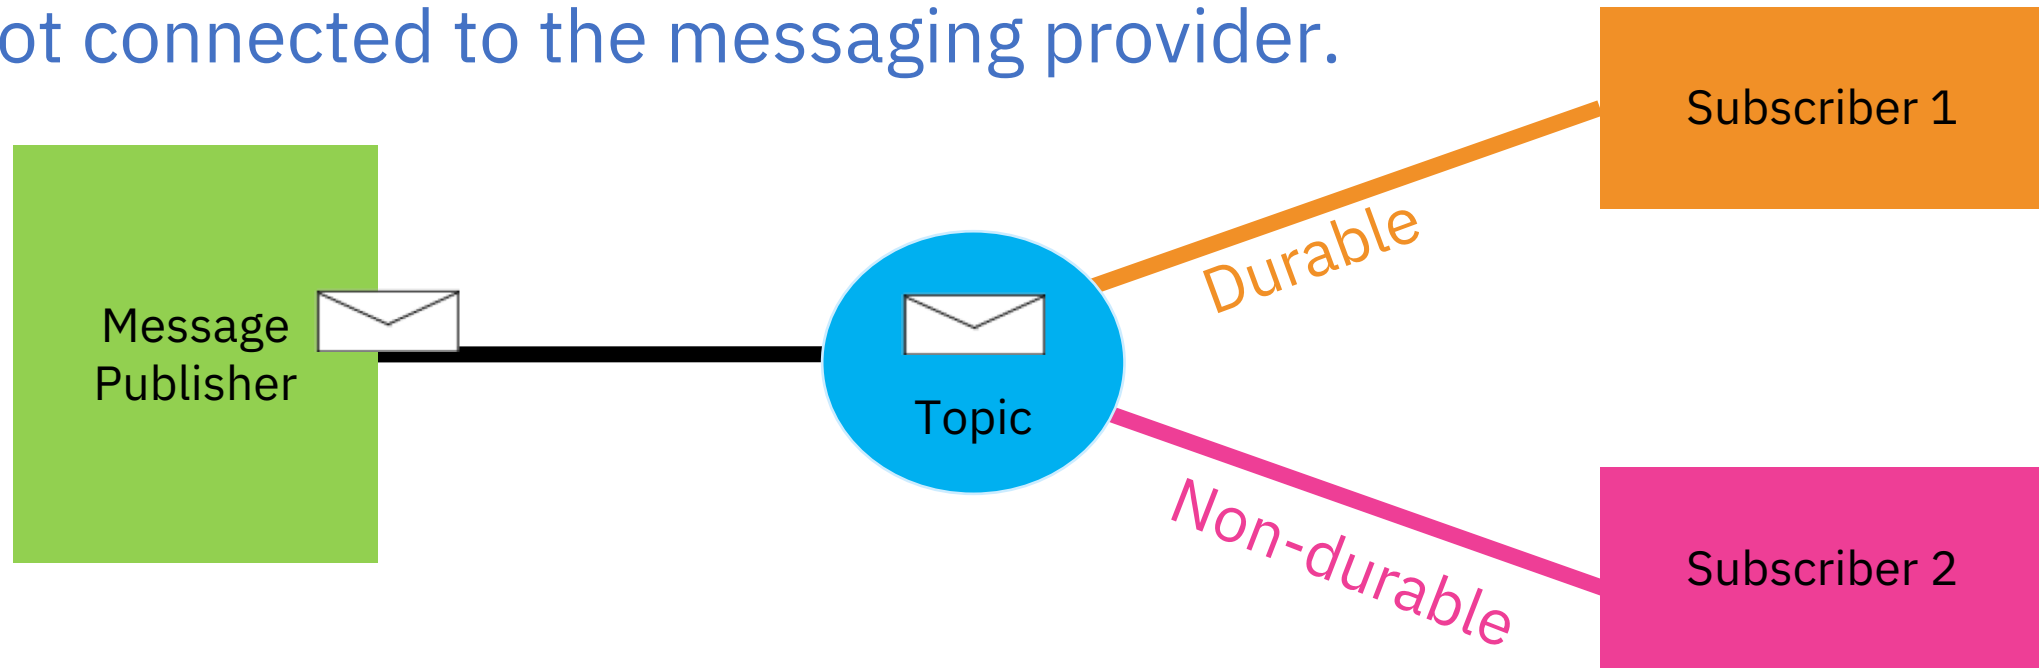 ot connected to the messaging provider.
Subscriber 1
Durable
Message
Publisher
Topic
Non-durable
Subscriber 2